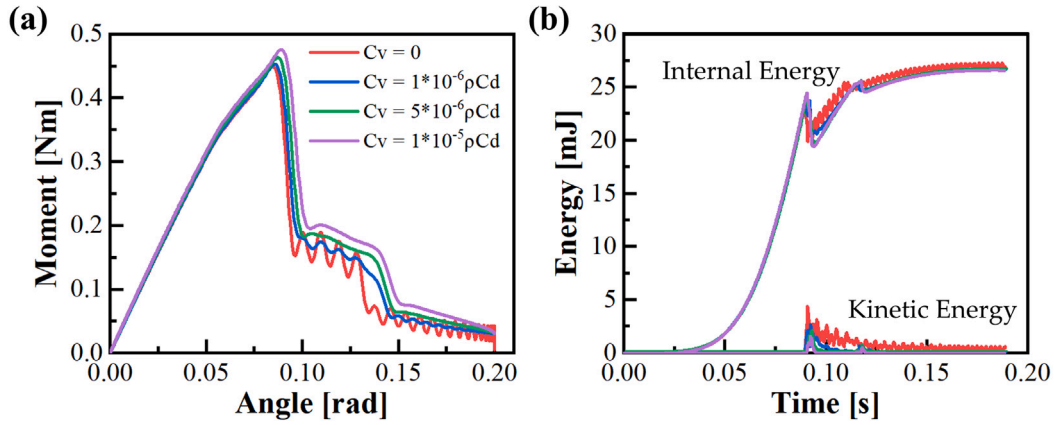 (a)
Moment [Nm]
0.5
0.4
0.3
0.2
0.1
0.0
0.00 0.05 0.10 0.15 0.20
Angle [rad]
Cv = 0
Cv = 1*10⁻⁶ρCd
Cv = 5*10⁻⁶ρCd
Cv = 1*10⁻⁵ρCd
(b)
Energy [mJ]
30
25
20
15
10
5
0
0.00 0.05 0.10 0.15 0.20
Time [s]
Internal Energy
Kinetic Energy